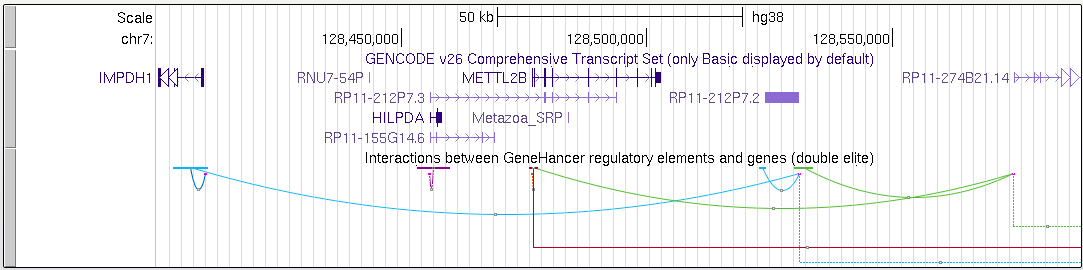 Scale 50 kb hg38
chr7: 128,450,000 128,500,000 128,550,000
GENCODE v26 Comprehensive Transcript Set (only Basic displayed by default)
IMPDH1 RNU7-54P METTL2B RP11-274B21.14
RP11-212P7.3 RP11-212P7.2
HILPDA Metazoa_SRP
RP11-155G14.6
Interactions between GeneHancer regulatory elements and genes (double elite)